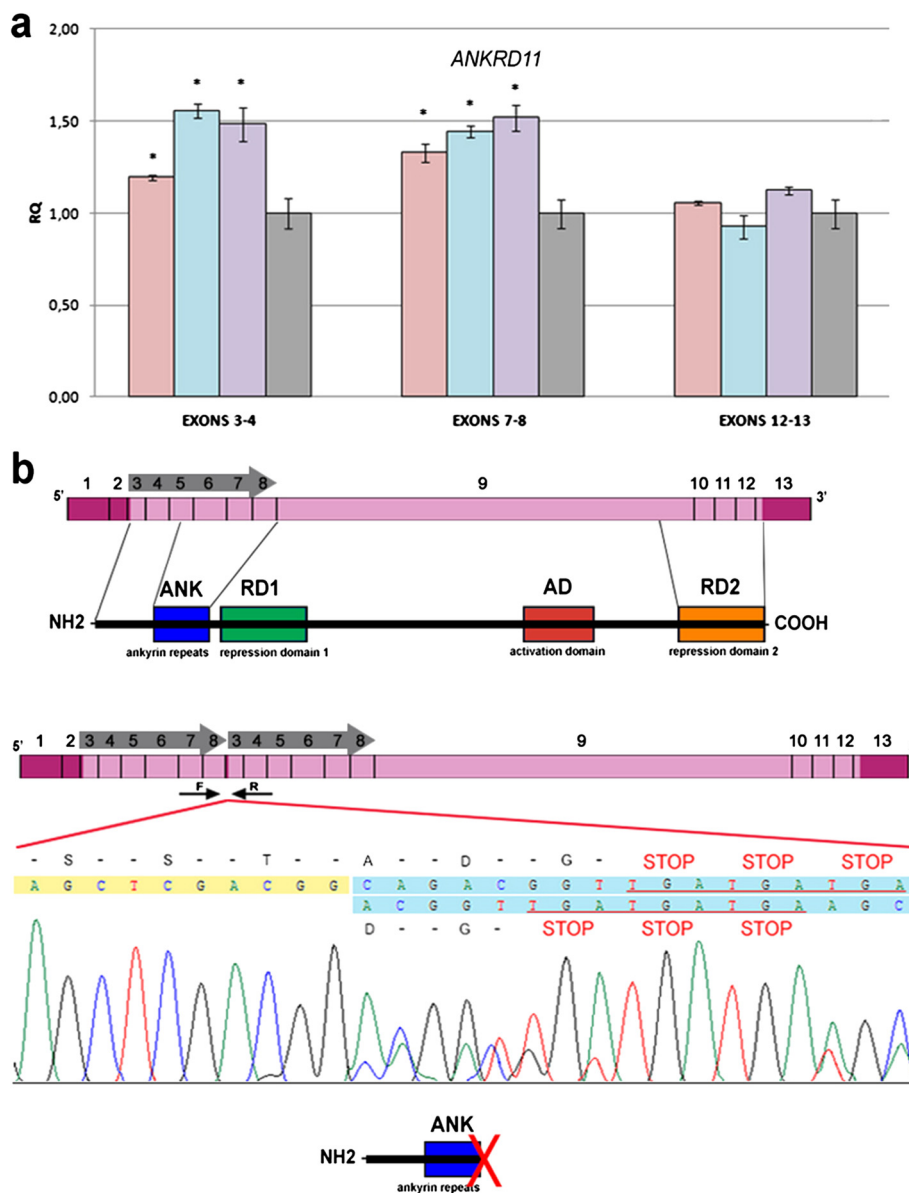 a
2,00
ANKRD11
* * * * * *
1,50
RQ
1,00
0,50
0,00
EXONS 3-4 EXONS 7-8 EXONS 12-13
b
1 2 3 4 5 6 7 8 9 10 11 12 13
5' 3'
ANK RD1 AD RD2
NH2 COOH
ankyrin repeats repression domain 1 activation domain repression domain 2
1 2 3 4 5 6 7 8 3 4 5 6 7 8 9 10 11 12 13
5' 3'
F R
- S - - S - - T - - A - - D - - G - STOP STOP STOP
A G C T C G A C G G C A G A C G G T T G A T G A T G A
A C G G T T G A T G A T G A A G C
D - - G - STOP STOP STOP
ANK
NH2 X
ankyrin repeats